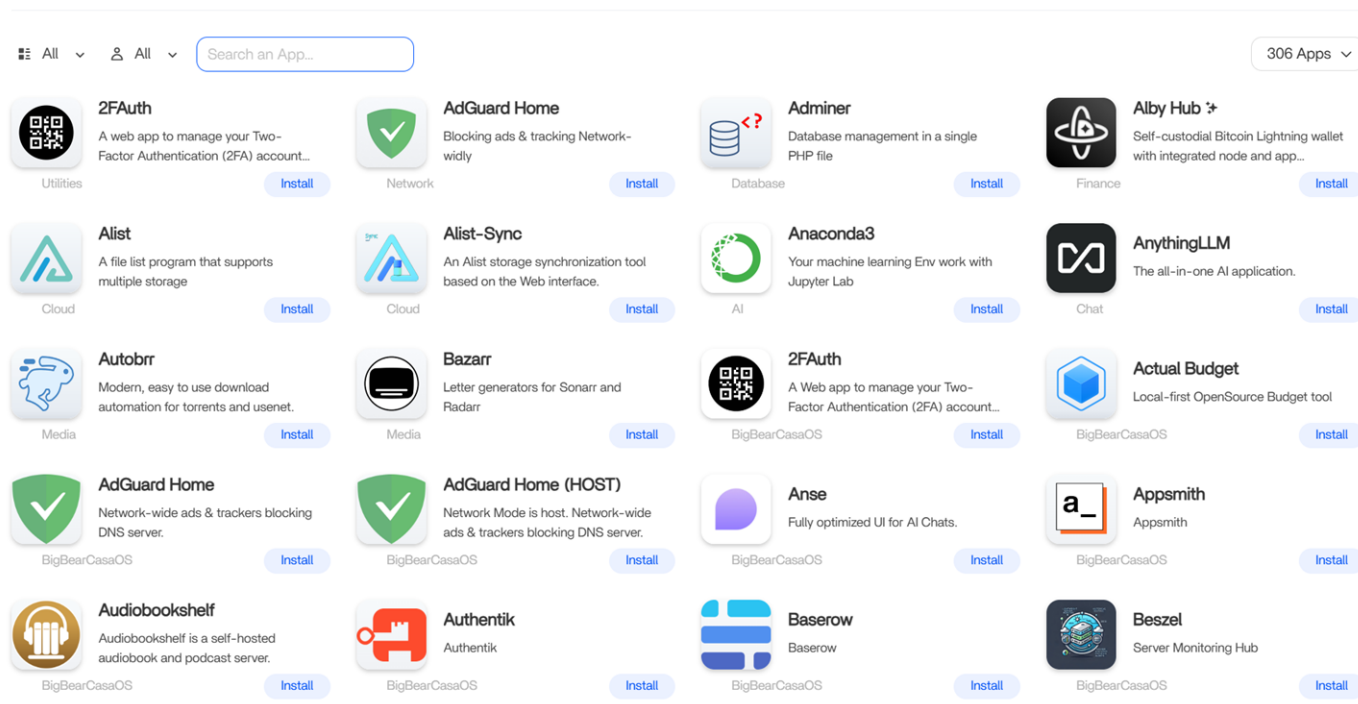 All
All
Search an App...
306 Apps
2FAuth
A web app to manage your Two-
Factor Authentication (2FA) account...
Utilities
Install
AdGuard Home
Blocking ads & tracking Network-
widly
Network
Install
<?
Adminer
Database management in a single
PHP file
Database
Install
Alby Hub
Self-custodial Bitcoin Lightning wallet
with integrated node and app...
Finance
Install
Alist
A file list program that supports
multiple storage
Cloud
Install
Sync
Alist-Sync
An Alist storage synchronization tool
based on the Web interface.
Cloud
Install
Anaconda3
Your machine learning Env work with
Jupyter Lab
AI
Install
AnythingLLM
The all-in-one AI application.
Chat
Install
Autobrr
Modern, easy to use download
automation for torrents and usenet.
Media
Install
Bazarr
Letter generators for Sonarr and
Radarr
Media
Install
2FAuth
A Web app to manage your Two-
Factor Authentication (2FA) account...
BigBearCasaOS
Install
Actual Budget
Local-first OpenSource Budget tool
BigBearCasaOS
Install
AdGuard Home
Network-wide ads & trackers blocking
DNS server.
BigBearCasaOS
Install
AdGuard Home (HOST)
Network Mode is host. Network-wide
ads & trackers blocking DNS server.
BigBearCasaOS
Install
Anse
Fully optimized UI for AI Chats.
BigBearCasaOS
Install
a_
Appsmith
Appsmith
BigBearCasaOS
Install
Audiobookshelf
Audiobookshelf is a self-hosted
audiobook and podcast server.
BigBearCasaOS
Install
Authentik
Authentik
BigBearCasaOS
Install
Baserow
Baserow
BigBearCasaOS
Install
Beszel
Server Monitoring Hub
BigBearCasaOS
Install